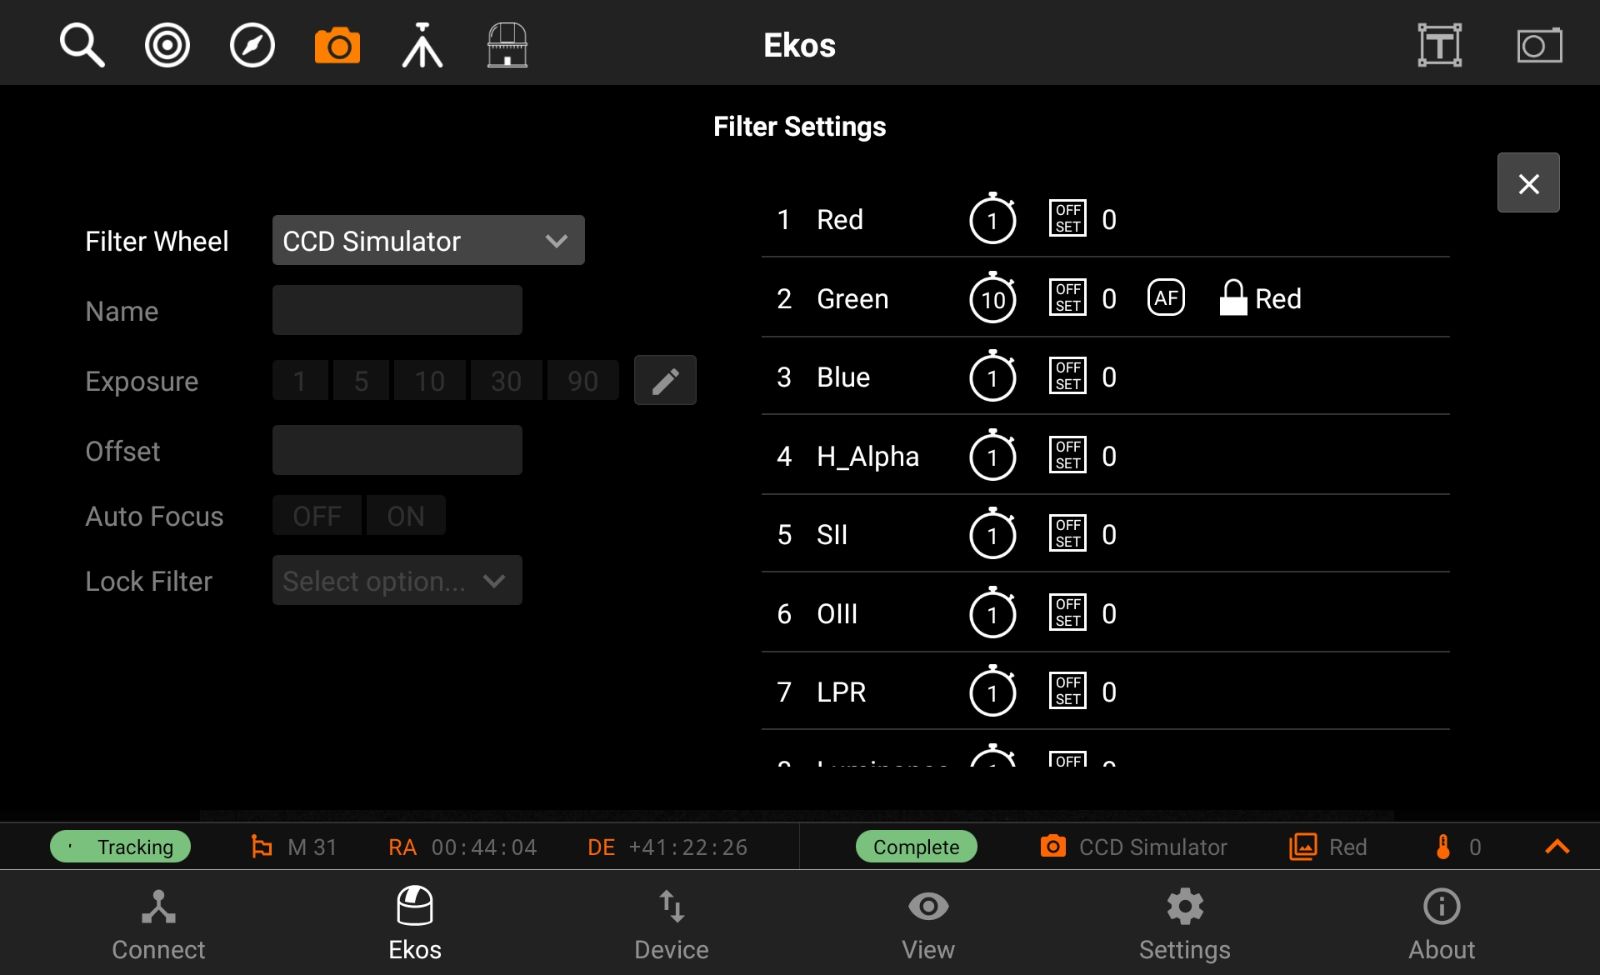 Ekos
Filter Settings
Filter Wheel CCD Simulator
Name
Exposure 1 5 10 30 90
Offset
Auto Focus OFF ON
Lock Filter Select option...
1 Red 1 OFF SET 0
2 Green 10 OFF SET 0 AF Red
3 Blue 1 OFF SET 0
4 H_Alpha 1 OFF SET 0
5 SII 1 OFF SET 0
6 OIII 1 OFF SET 0
7 LPR 1 OFF SET 0
8 Luminance 1 OFF 0
Tracking M 31 RA 00:44:04 DE +41:22:26 Complete CCD Simulator Red 0
Connect Ekos Device View Settings About